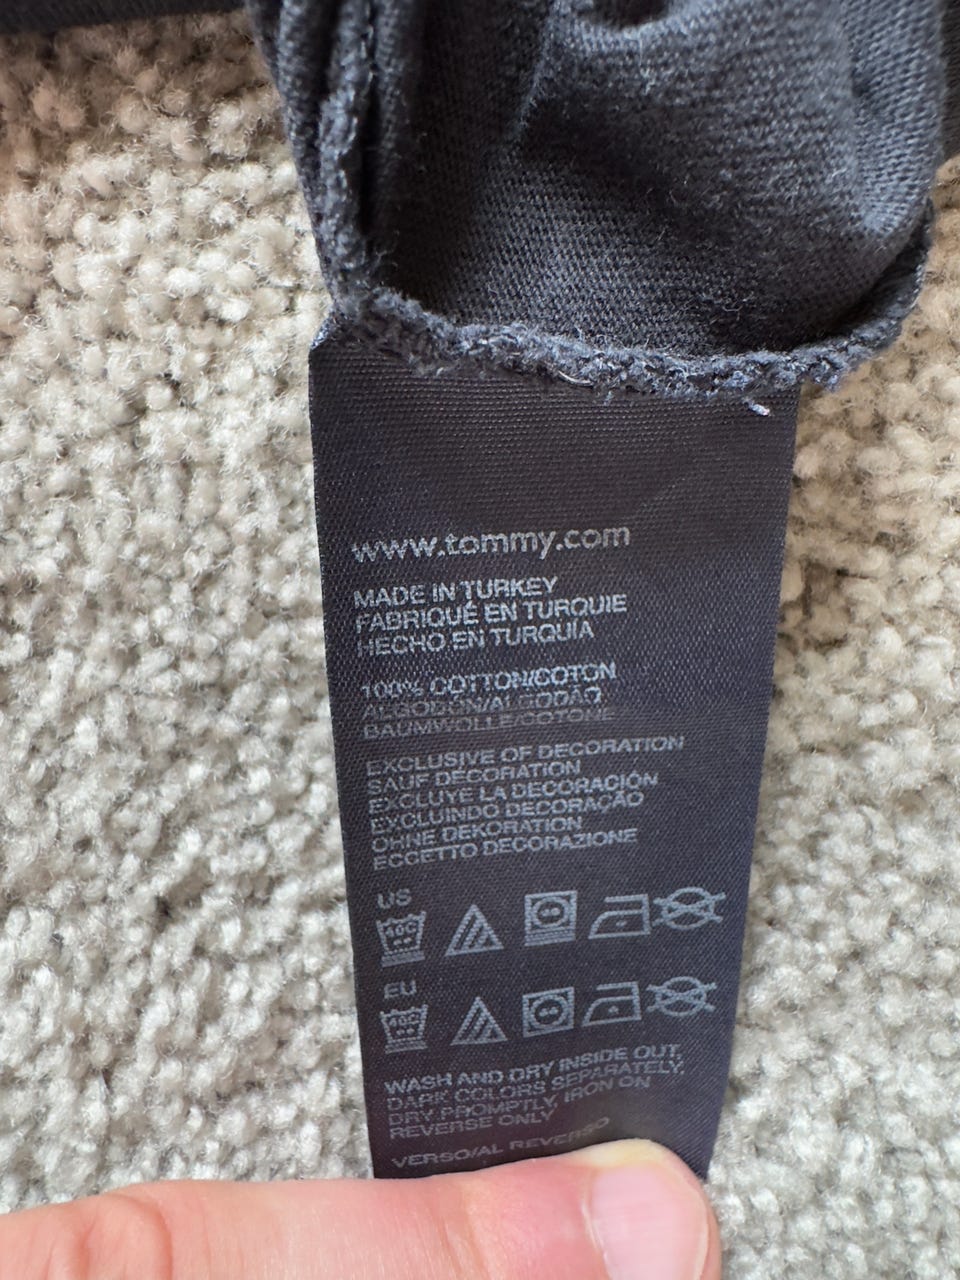 www.tommy.com
MADE IN TURKEY
FABRIQUÉ EN TURQUIE
HECHO EN TURQUÍA
100% COTTON/COTON
ALGODON/ALGODÃO
BAUMWOLLE/COTONE
EXCLUSIVE OF DECORATION
SAUF DÉCORATION
EXCLUYE LA DECORACIÓN
EXCLUINDO DECORAÇÃO
OHNE DEKORATION
ECCETTO DECORAZIONE
US
EU
WASH AND DRY INSIDE OUT,
DARK COLORS SEPARATELY,
DRY PROMPTLY, IRON ON
REVERSE ONLY
VERSO/AL REVERSO